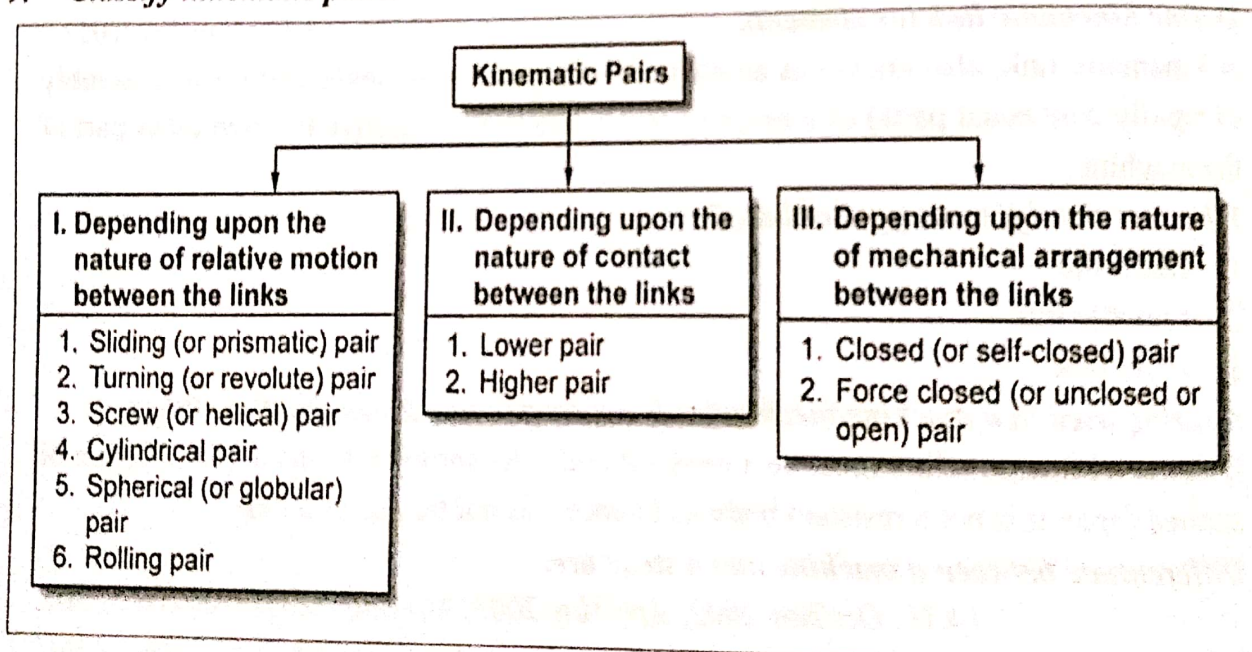 Kinematic Pairs
I. Depending upon the
nature of relative motion
between the links
1. Sliding (or prismatic) pair
2. Turning (or revolute) pair
3. Screw (or helical) pair
4. Cylindrical pair
5. Spherical (or globular)
pair
6. Rolling pair
II. Depending upon the
nature of contact
between the links
1. Lower pair
2. Higher pair
III. Depending upon the nature
of mechanical arrangement
between the links
1. Closed (or self-closed) pair
2. Force closed (or unclosed or
open) pair